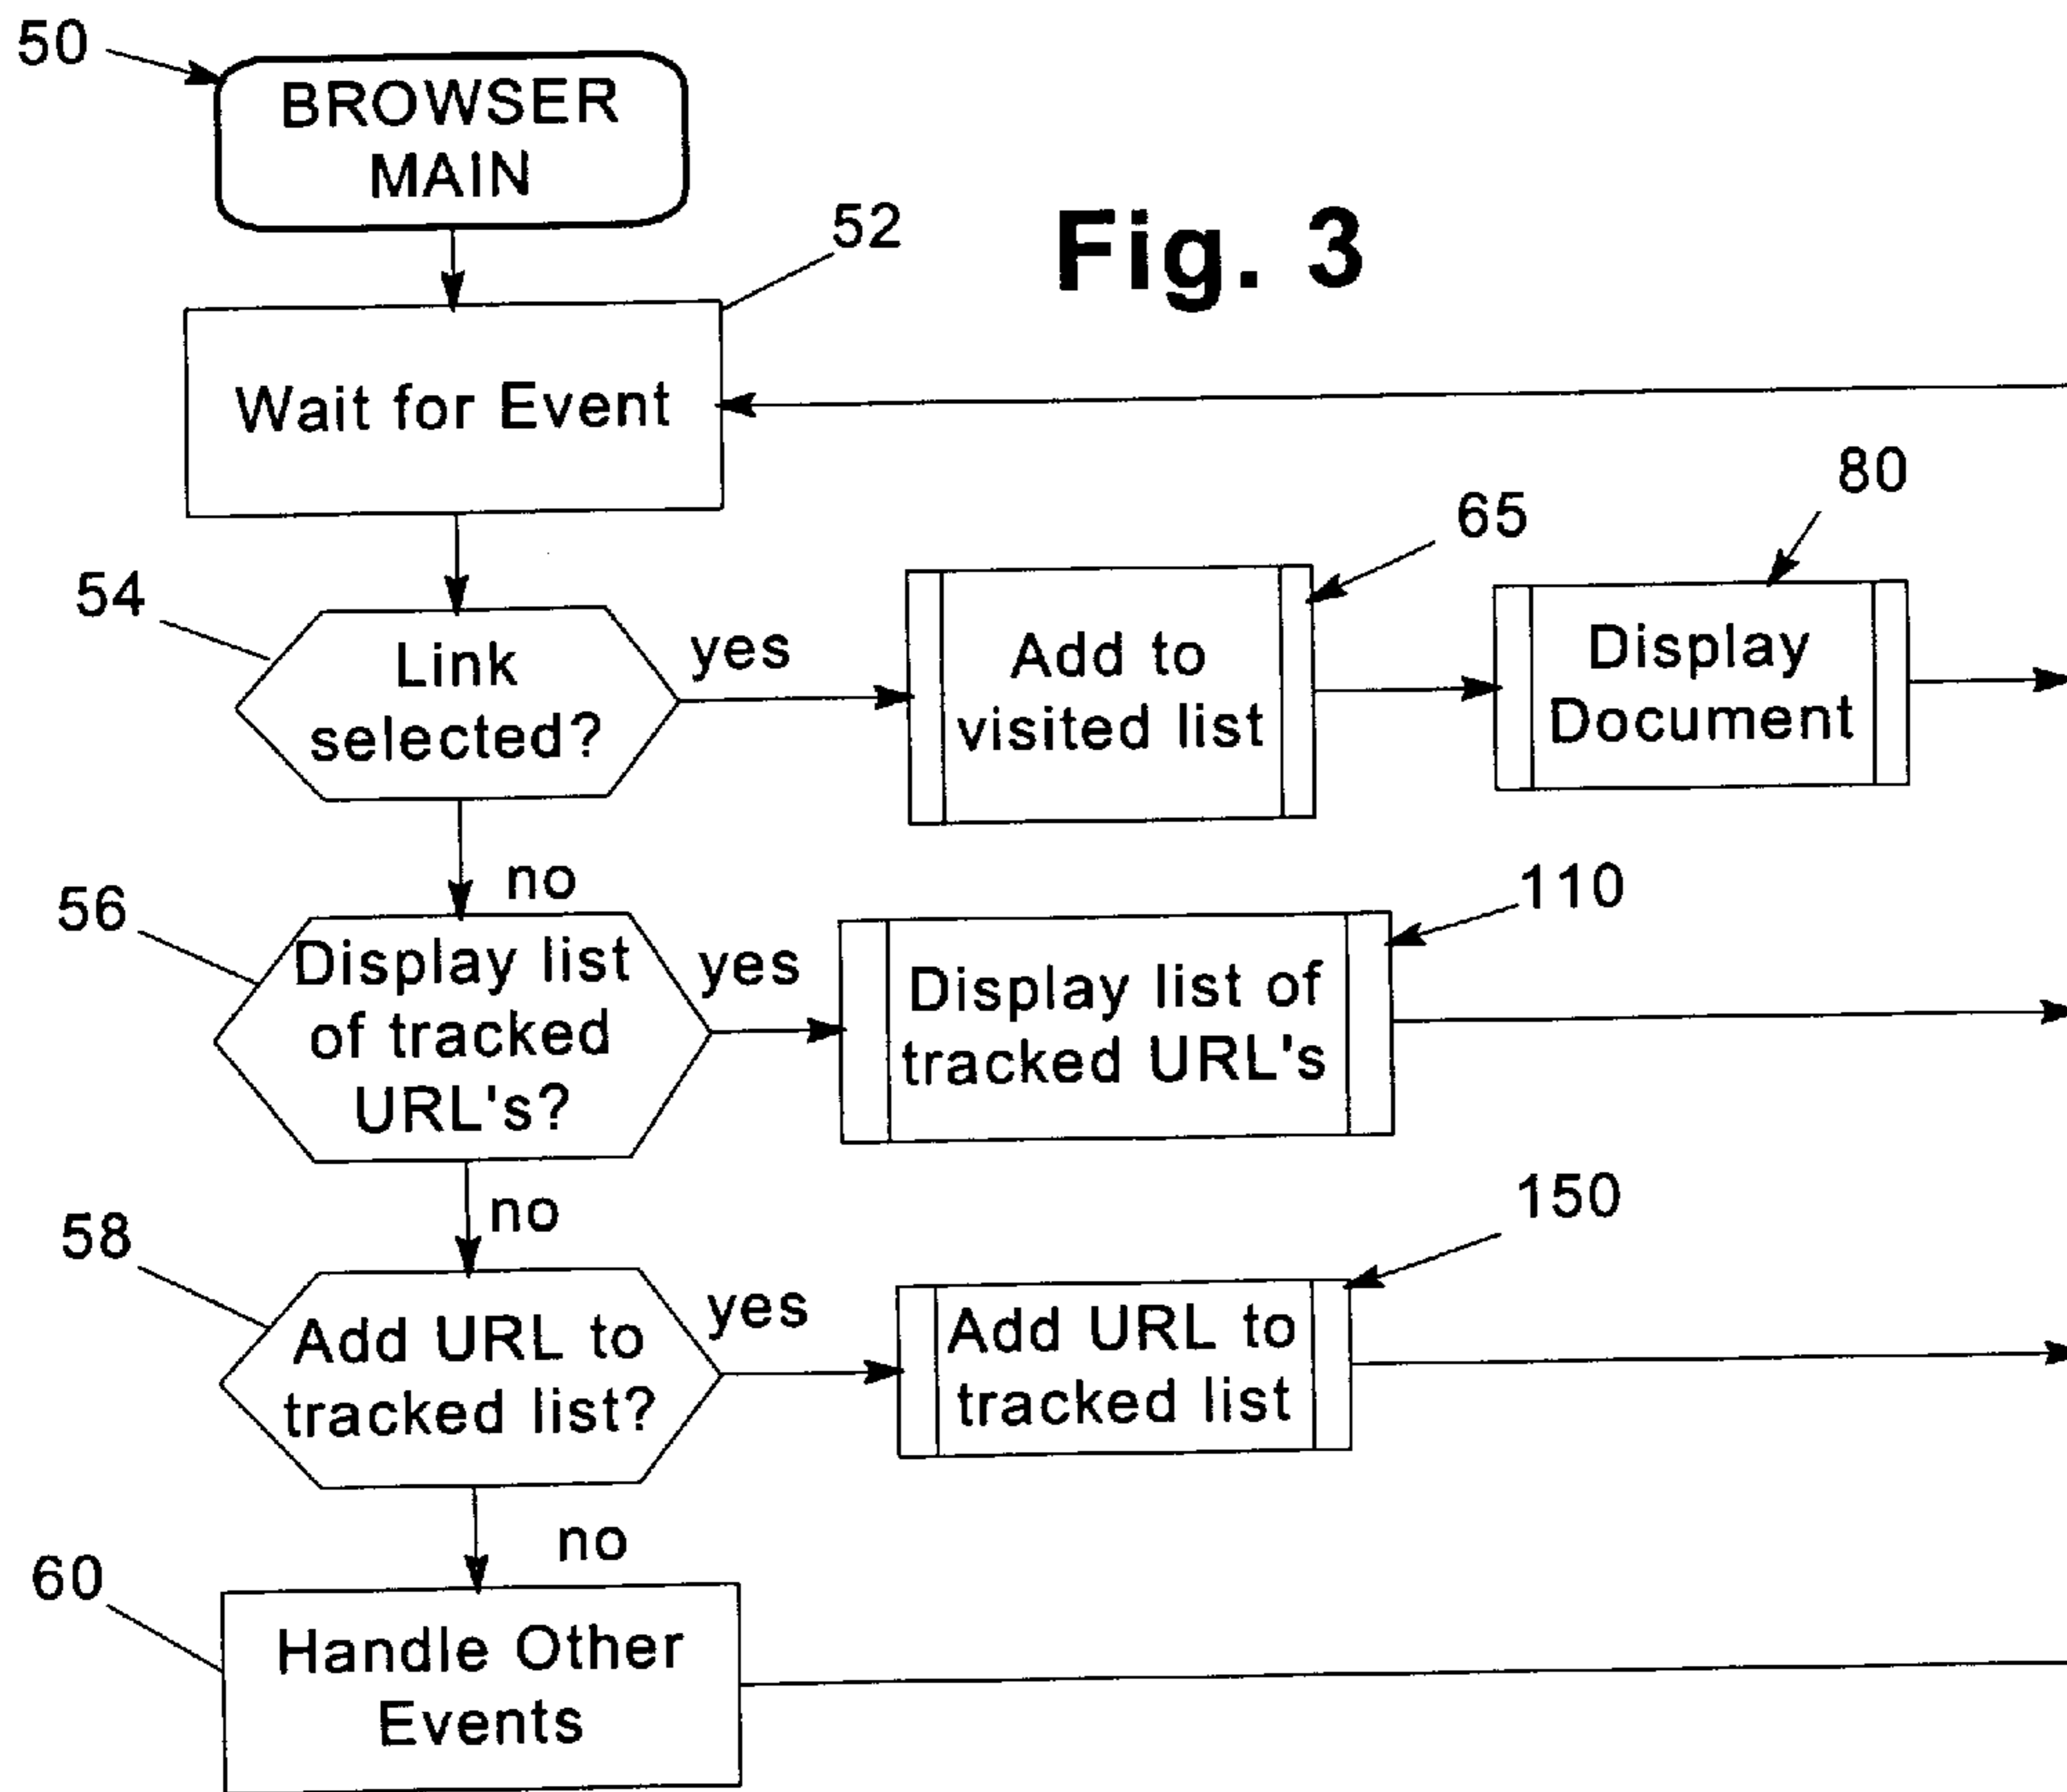 50
BROWSER
MAIN
52
Fig. 3
Wait for Event
80
65
54
Link
selected?
yes
Add to
visited list
Display
Document
no
56
110
Display list
of tracked
URL's?
yes
Display list of
tracked URL's
no
58
150
Add URL to
tracked list?
yes
Add URL to
tracked list
no
60
Handle Other
Events